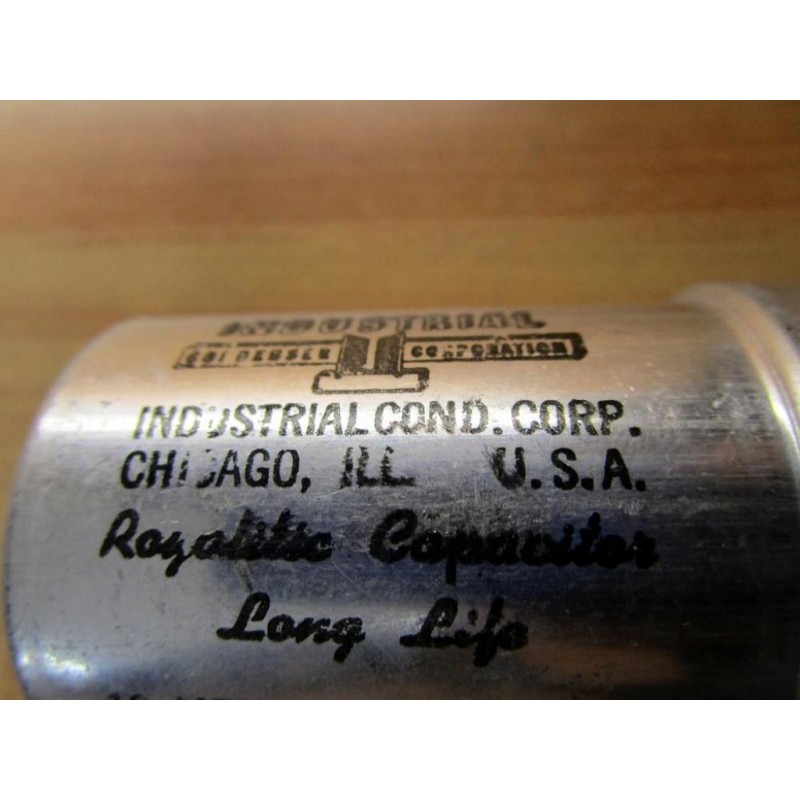 INDUSTRIAL
CONDENSER CORPORATION
INDUSTRIAL COND. CORP.
CHICAGO, ILL. U.S.A.
Royalitic Capacitor
Long Life